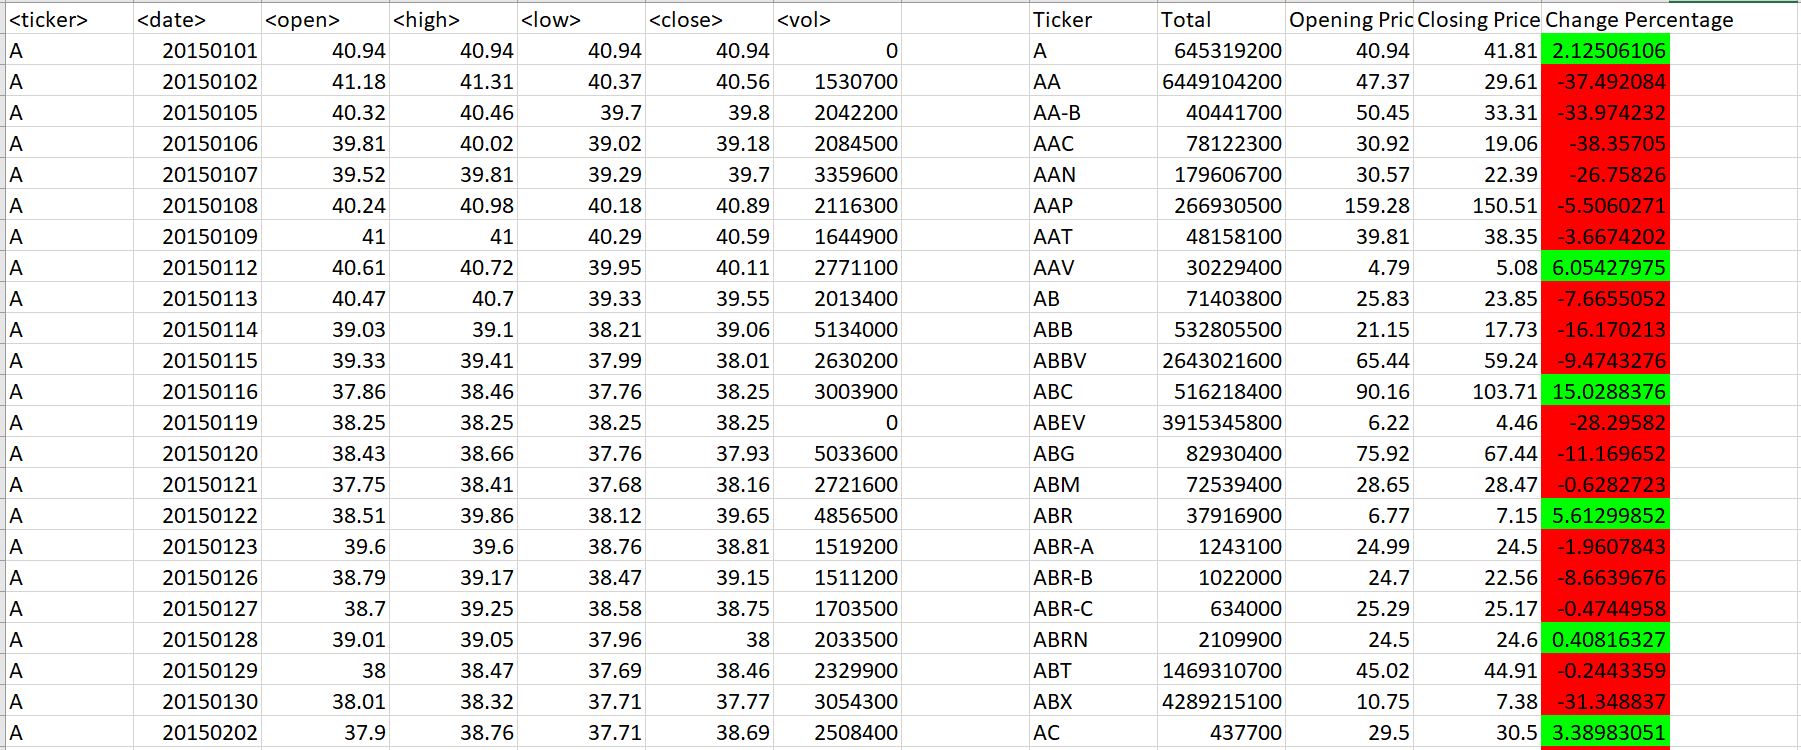 <ticker> <date> <open> <high> <low> <close> <vol> Ticker Total Opening Pric Closing Price Change Percentage
A 20150101 40.94 40.94 40.94 40.94 0 A 645319200 40.94 41.81 2.12506106
A 20150102 41.18 41.31 40.37 40.56 1530700 AA 6449104200 47.37 29.61 -37.492084
A 20150105 40.32 40.46 39.7 39.8 2042200 AA-B 40441700 50.45 33.31 -33.974232
A 20150106 39.81 40.02 39.02 39.18 2084500 AAC 78122300 30.92 19.06 -38.35705
A 20150107 39.52 39.81 39.29 39.7 3359600 AAN 179606700 30.57 22.39 -26.75826
A 20150108 40.24 40.98 40.18 40.89 2116300 AAP 266930500 159.28 150.51 -5.5060271
A 20150109 41 41 40.29 40.59 1644900 AAT 48158100 39.81 38.35 -3.6674202
A 20150112 40.61 40.72 39.95 40.11 2771100 AAV 30229400 4.79 5.08 6.05427975
A 20150113 40.47 40.7 39.33 39.55 2013400 AB 71403800 25.83 23.85 -7.6655052
A 20150114 39.03 39.1 38.21 39.06 5134000 ABB 532805500 21.15 17.73 -16.170213
A 20150115 39.33 39.41 37.99 38.01 2630200 ABBV 2643021600 65.44 59.24 -9.4743276
A 20150116 37.86 38.46 37.76 38.25 3003900 ABC 516218400 90.16 103.71 15.0288376
A 20150119 38.25 38.25 38.25 38.25 0 ABEV 3915345800 6.22 4.46 -28.29582
A 20150120 38.43 38.66 37.76 37.93 5033600 ABG 82930400 75.92 67.44 -11.169652
A 20150121 37.75 38.41 37.68 38.16 2721600 ABM 72539400 28.65 28.47 -0.6282723
A 20150122 38.51 39.86 38.12 39.65 4856500 ABR 37916900 6.77 7.15 5.61299852
A 20150123 39.6 39.6 38.76 38.81 1519200 ABR-A 1243100 24.99 24.5 -1.9607843
A 20150126 38.79 39.17 38.47 39.15 1511200 ABR-B 1022000 24.7 22.56 -8.6639676
A 20150127 38.7 39.25 38.58 38.75 1703500 ABR-C 634000 25.29 25.17 -0.4744958
A 20150128 39.01 39.05 37.96 38 2033500 ABRN 2109900 24.5 24.6 0.40816327
A 20150129 38 38.47 37.69 38.46 2329900 ABT 1469310700 45.02 44.91 -0.2443359
A 20150130 38.01 38.32 37.71 37.77 3054300 ABX 4289215100 10.75 7.38 -31.348837
A 20150202 37.9 38.76 37.71 38.69 2508400 AC 437700 29.5 30.5 3.38983051